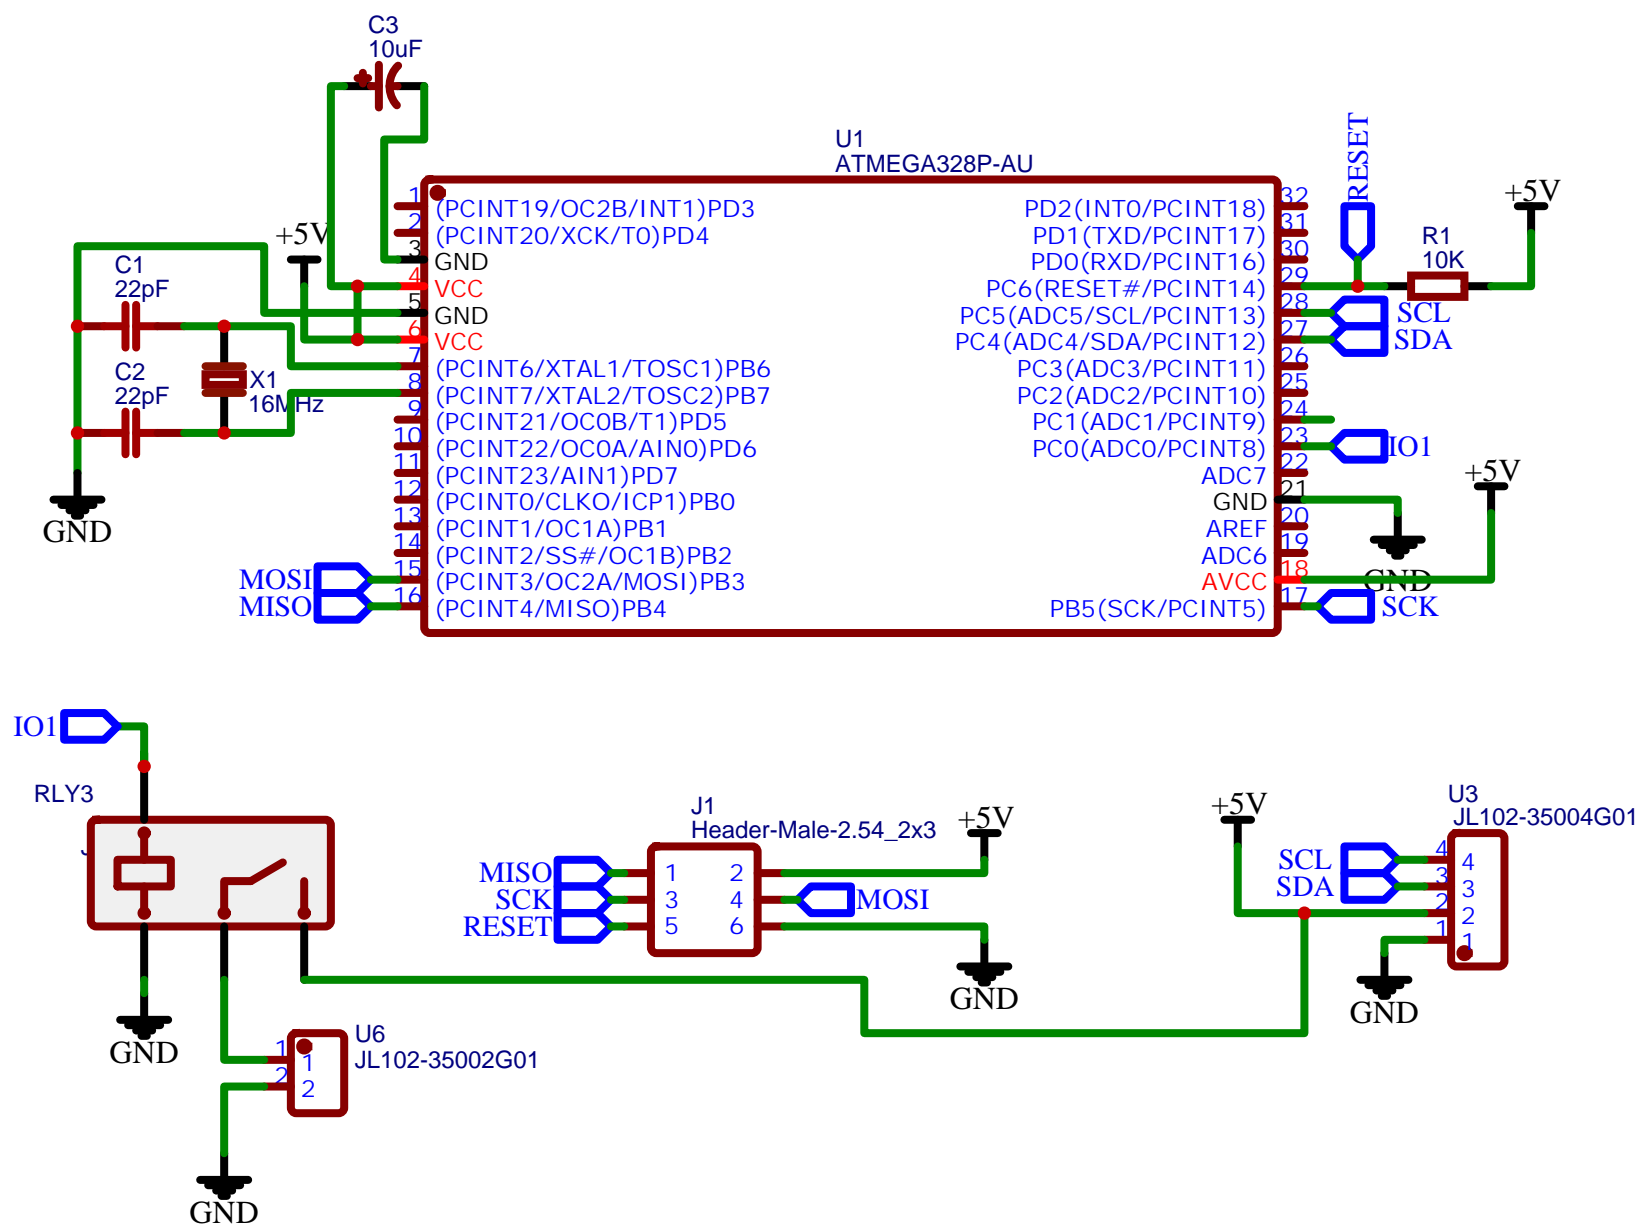 C3
10uF
U1
ATMEGA328P-AU
1
(PCINT19/OC2B/INT1)PD3
2
(PCINT20/XCK/T0)PD4
3
GND
4
VCC
5
GND
6
VCC
7
(PCINT6/XTAL1/TOSC1)PB6
8
(PCINT7/XTAL2/TOSC2)PB7
9
(PCINT21/OC0B/T1)PD5
10
(PCINT22/OC0A/AIN0)PD6
11
(PCINT23/AIN1)PD7
12
(PCINT0/CLKO/ICP1)PB0
13
(PCINT1/OC1A)PB1
14
(PCINT2/SS#/OC1B)PB2
15
(PCINT3/OC2A/MOSI)PB3
16
(PCINT4/MISO)PB4
32
PD2(INT0/PCINT18)
31
PD1(TXD/PCINT17)
30
PD0(RXD/PCINT16)
29
PC6(RESET#/PCINT14)
28
PC5(ADC5/SCL/PCINT13)
27
PC4(ADC4/SDA/PCINT12)
26
PC3(ADC3/PCINT11)
25
PC2(ADC2/PCINT10)
24
PC1(ADC1/PCINT9)
23
PC0(ADC0/PCINT8)
22
ADC7
21
GND
20
AREF
19
ADC6
18
AVCC
17
PB5(SCK/PCINT5)
+5V
C1
22pF
C2
22pF
X1
16MHz
GND
MOSI
MISO
RESET
R1
10K
+5V
SCL
SDA
IO1
+5V
GND
SCK
IO1
RLY3
GND
U6
JL102-35002G01
1
1
2
2
GND
J1
Header-Male-2.54_2x3
+5V
MISO
1
2
SCK
3
4
MOSI
RESET
5
6
GND
+5V
U3
JL102-35004G01
SCL
4
4
SDA
3
3
2
2
1
1
GND